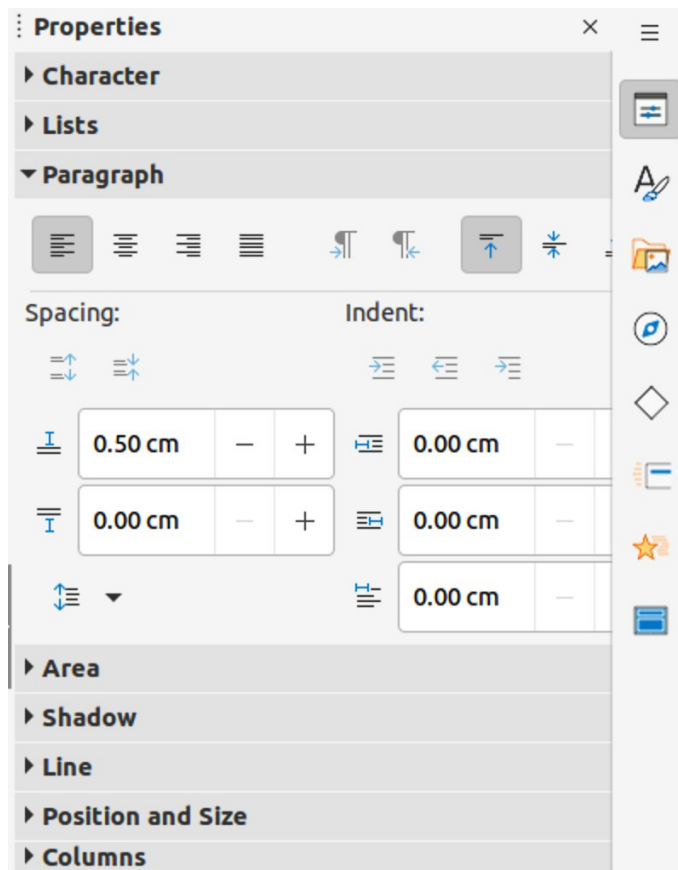 Properties
Character
Lists
Paragraph
Spacing: Indent:
0.50 cm 0.00 cm
0.00 cm 0.00 cm
0.00 cm
Area
Shadow
Line
Position and Size
Columns